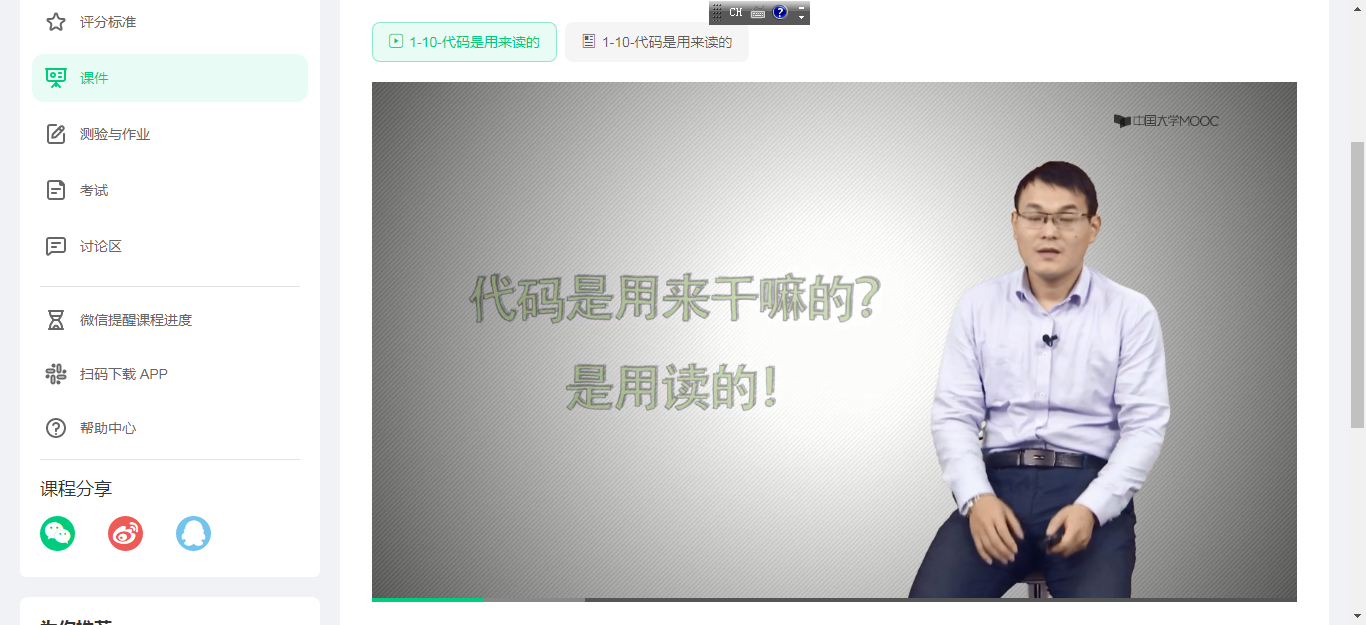 CH
评分标准
课件
测验与作业
考试
讨论区
微信提醒课程进度
扫码下载 APP
帮助中心
课程分享
为你推荐
1-10-代码是用来读的
1-10-代码是用来读的
中国大学MOOC
代码是用来干嘛的？
是用读的！